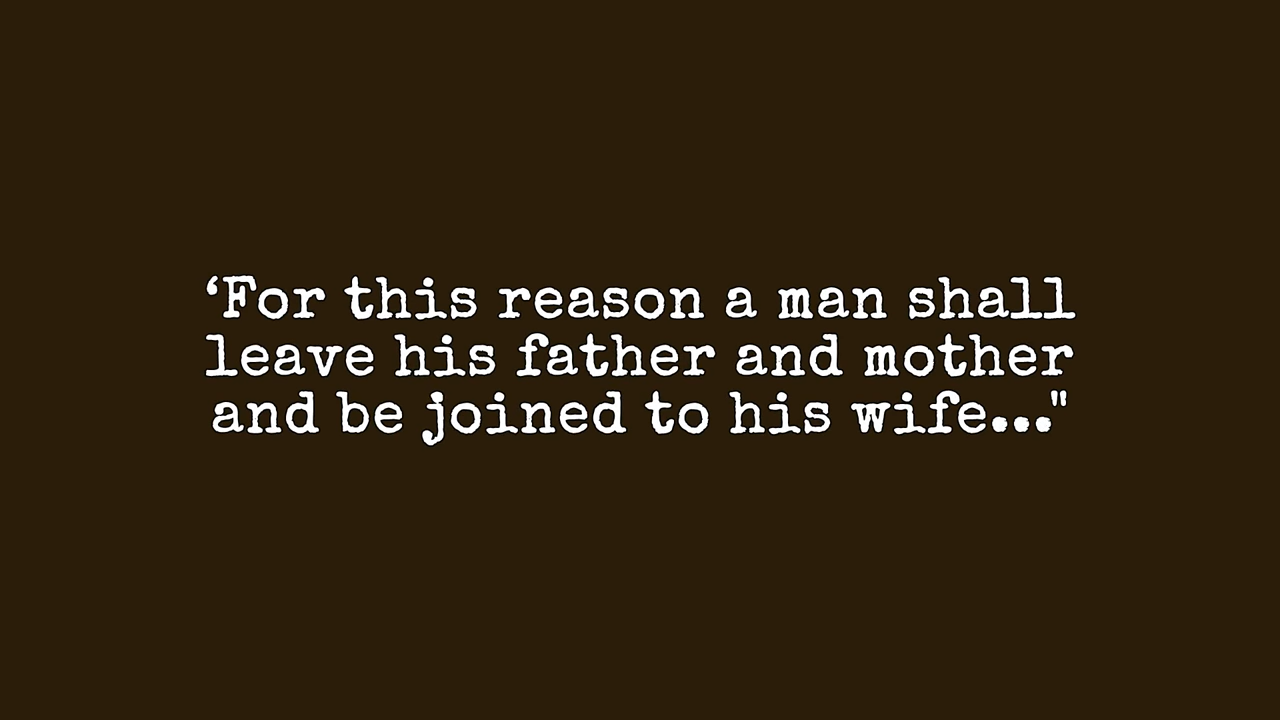 ‘For this reason a man shall
leave his father and mother
and be joined to his wife..."